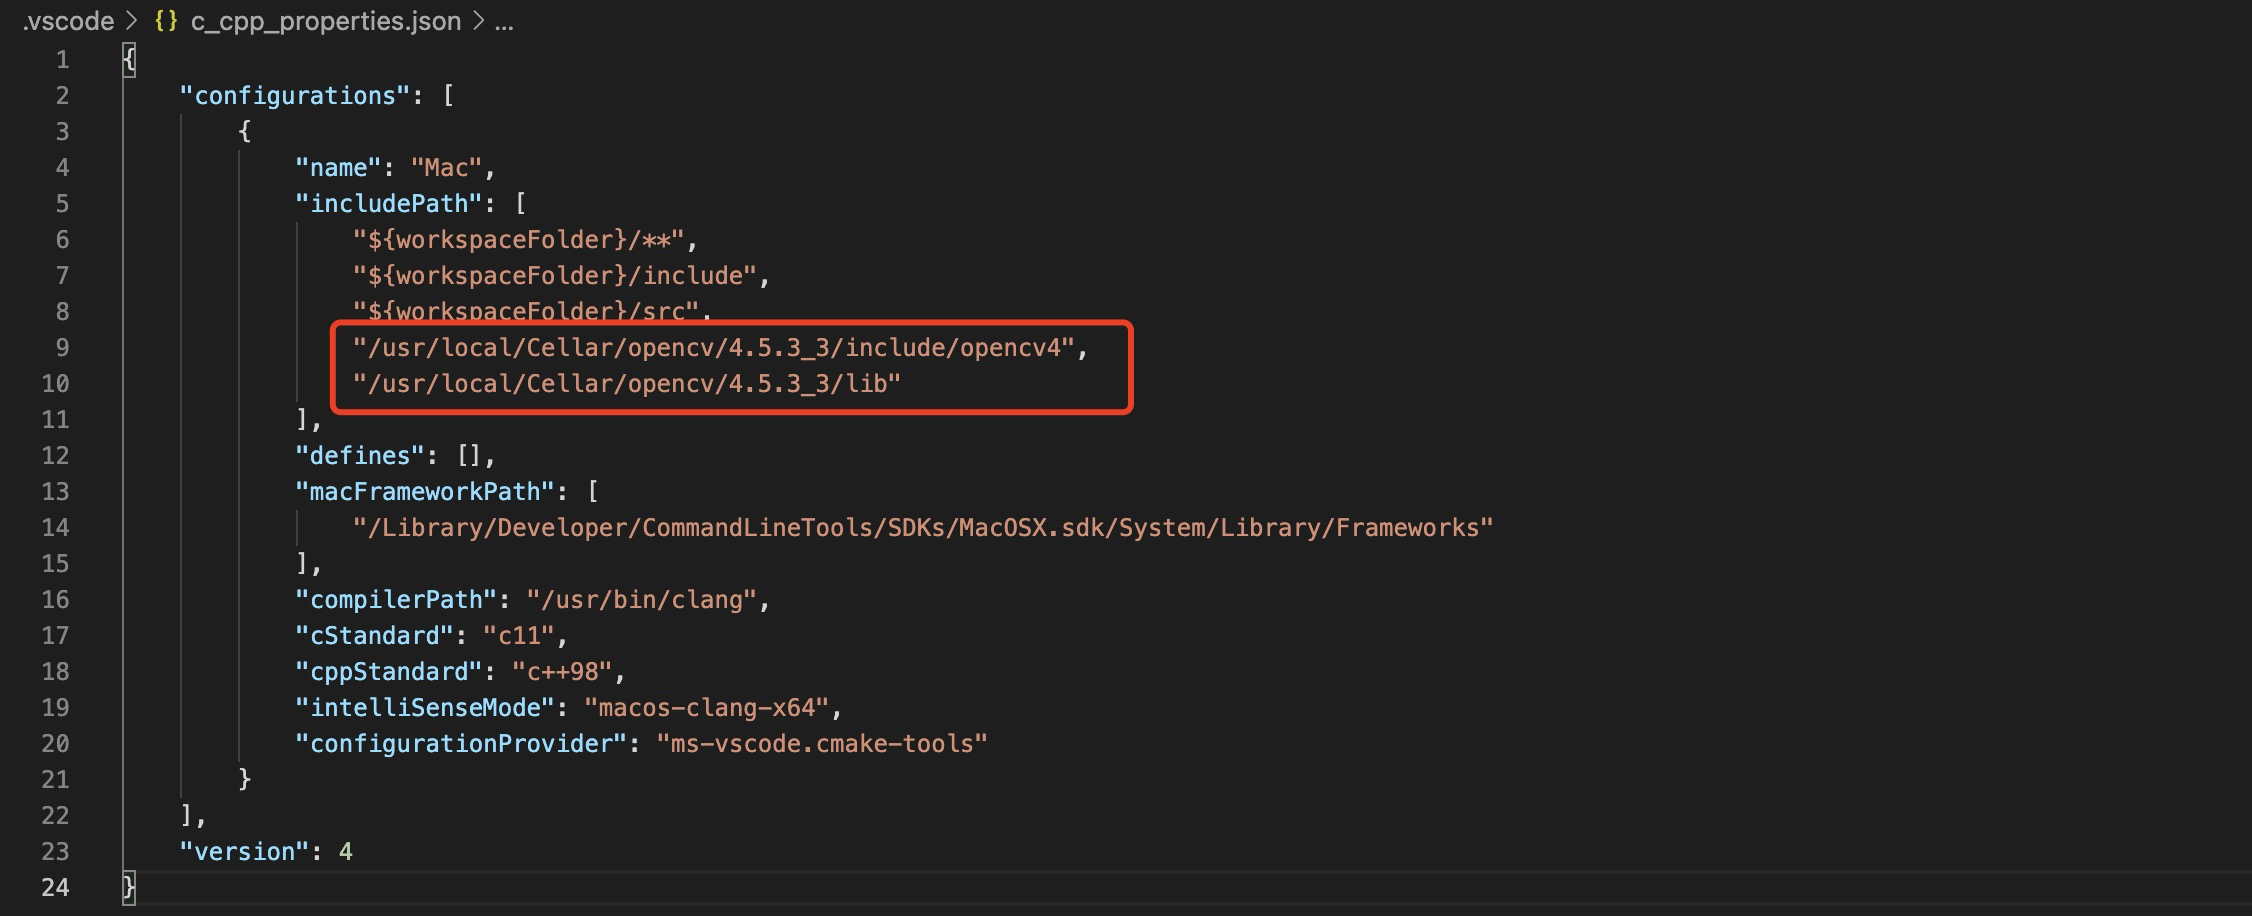 .vscode > {} c_cpp_properties.json > ...
1 {
2 "configurations": [
3 {
4 "name": "Mac",
5 "includePath": [
6 "${workspaceFolder}/**",
7 "${workspaceFolder}/include",
8 "${workspaceFolder}/src",
9 "/usr/local/Cellar/opencv/4.5.3_3/include/opencv4",
10 "/usr/local/Cellar/opencv/4.5.3_3/lib"
11 ],
12 "defines": [],
13 "macFrameworkPath": [
14 "/Library/Developer/CommandLineTools/SDKs/MacOSX.sdk/System/Library/Frameworks"
15 ],
16 "compilerPath": "/usr/bin/clang",
17 "cStandard": "c11",
18 "cppStandard": "c++98",
19 "intelliSenseMode": "macos-clang-x64",
20 "configurationProvider": "ms-vscode.cmake-tools"
21 }
22 ],
23 "version": 4
24 }